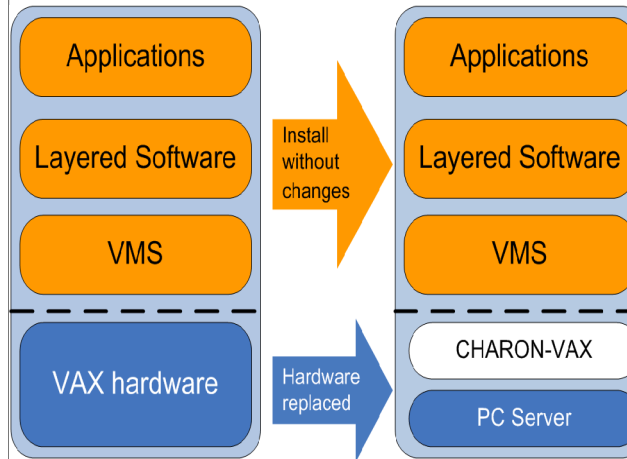 Applications
Layered Software
VMS
VAX hardware
Install
without
changes
Hardware
replaced
Applications
Layered Software
VMS
CHARON-VAX
PC Server